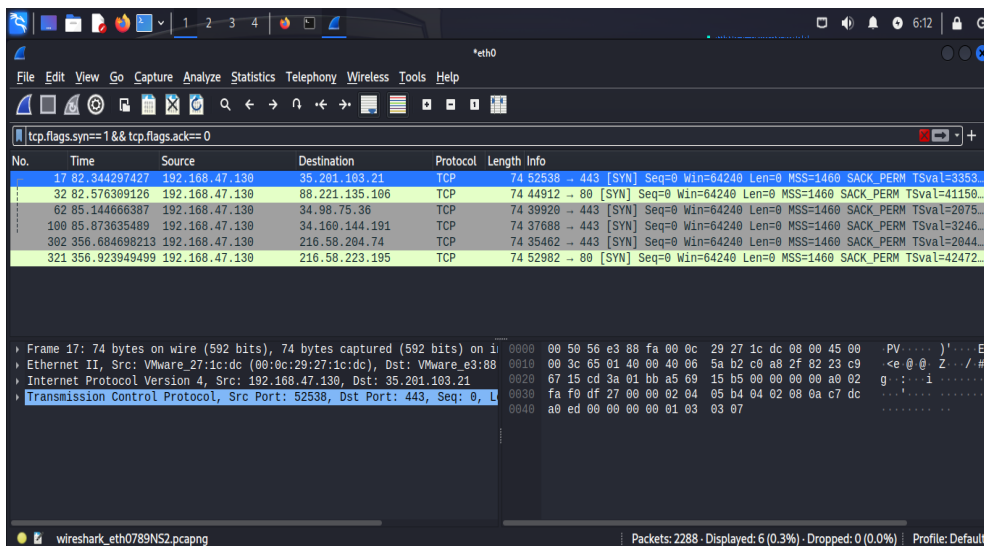 1 2 3 4 6:12
*eth0
File Edit View Go Capture Analyze Statistics Telephony Wireless Tools Help
tcp.flags.syn==1 && tcp.flags.ack==0
No. Time Source Destination Protocol Length Info
17 82.344297427 192.168.47.130 35.201.103.21 TCP 74 52538 → 443 [SYN] Seq=0 Win=64240 Len=0 MSS=1460 SACK_PERM TSval=3353…
32 82.576309126 192.168.47.130 88.221.135.106 TCP 74 44912 → 80 [SYN] Seq=0 Win=64240 Len=0 MSS=1460 SACK_PERM TSval=41150…
62 85.144666387 192.168.47.130 34.98.75.36 TCP 74 39920 → 443 [SYN] Seq=0 Win=64240 Len=0 MSS=1460 SACK_PERM TSval=2075…
100 85.873635489 192.168.47.130 34.160.144.191 TCP 74 37688 → 443 [SYN] Seq=0 Win=64240 Len=0 MSS=1460 SACK_PERM TSval=3246…
302 356.684698213 192.168.47.130 216.58.204.74 TCP 74 35462 → 443 [SYN] Seq=0 Win=64240 Len=0 MSS=1460 SACK_PERM TSval=2044…
321 356.923949499 192.168.47.130 216.58.223.195 TCP 74 52982 → 80 [SYN] Seq=0 Win=64240 Len=0 MSS=1460 SACK_PERM TSval=42472…
Frame 17: 74 bytes on wire (592 bits), 74 bytes captured (592 bits) on i
Ethernet II, Src: VMware_27:1c:dc (00:0c:29:27:1c:dc), Dst: VMware_e3:88
Internet Protocol Version 4, Src: 192.168.47.130, Dst: 35.201.103.21
Transmission Control Protocol, Src Port: 52538, Dst Port: 443, Seq: 0, L
0000 00 50 56 e3 88 fa 00 0c 29 27 1c dc 08 00 45 00 ·PV····· )'····E
0010 00 3c 65 01 40 00 40 06 5a b2 c0 a8 2f 82 23 c9 ·<e·@·@· Z···/·#
0020 67 15 cd 3a 01 bb a5 69 15 b5 00 00 00 00 a0 02 g··:···i ········
0030 fa f0 df 27 00 00 02 04 05 b4 04 02 08 0a c7 dc ···'···· ········
0040 a0 ed 00 00 00 00 01 03 03 07 ········ ··
wireshark_eth0789NS2.pcapng Packets: 2288 · Displayed: 6 (0.3%) · Dropped: 0 (0.0%) Profile: Default